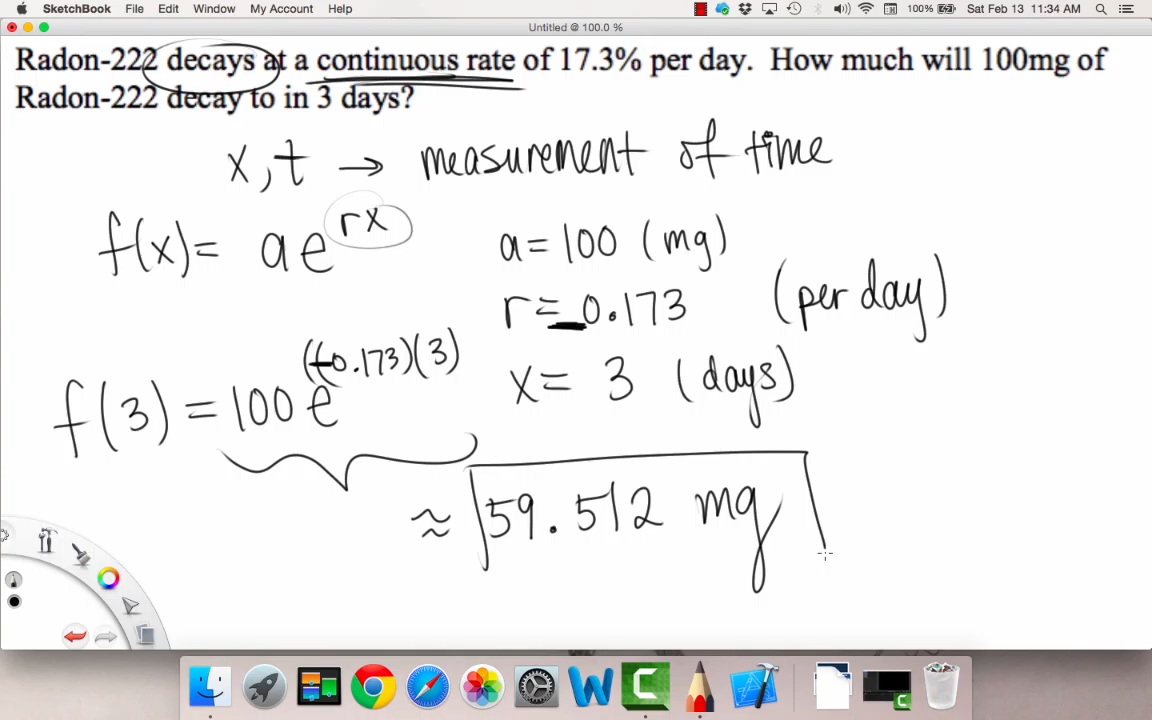 SketchBook File Edit Window My Account Help 100% Sat Feb 13 11:34 AM
Untitled @ 100.0 %
Radon-222 decays at a continuous rate of 17.3% per day. How much will 100mg of
Radon-222 decay to in 3 days?
x, t → measurement of time
f(x)= ae^{rx} a=100 (mg)
r=-0.173 (per day)
x= 3 (days)
f(3) = 100e^{(-0.173)(3)}
≈ 59.512 mg